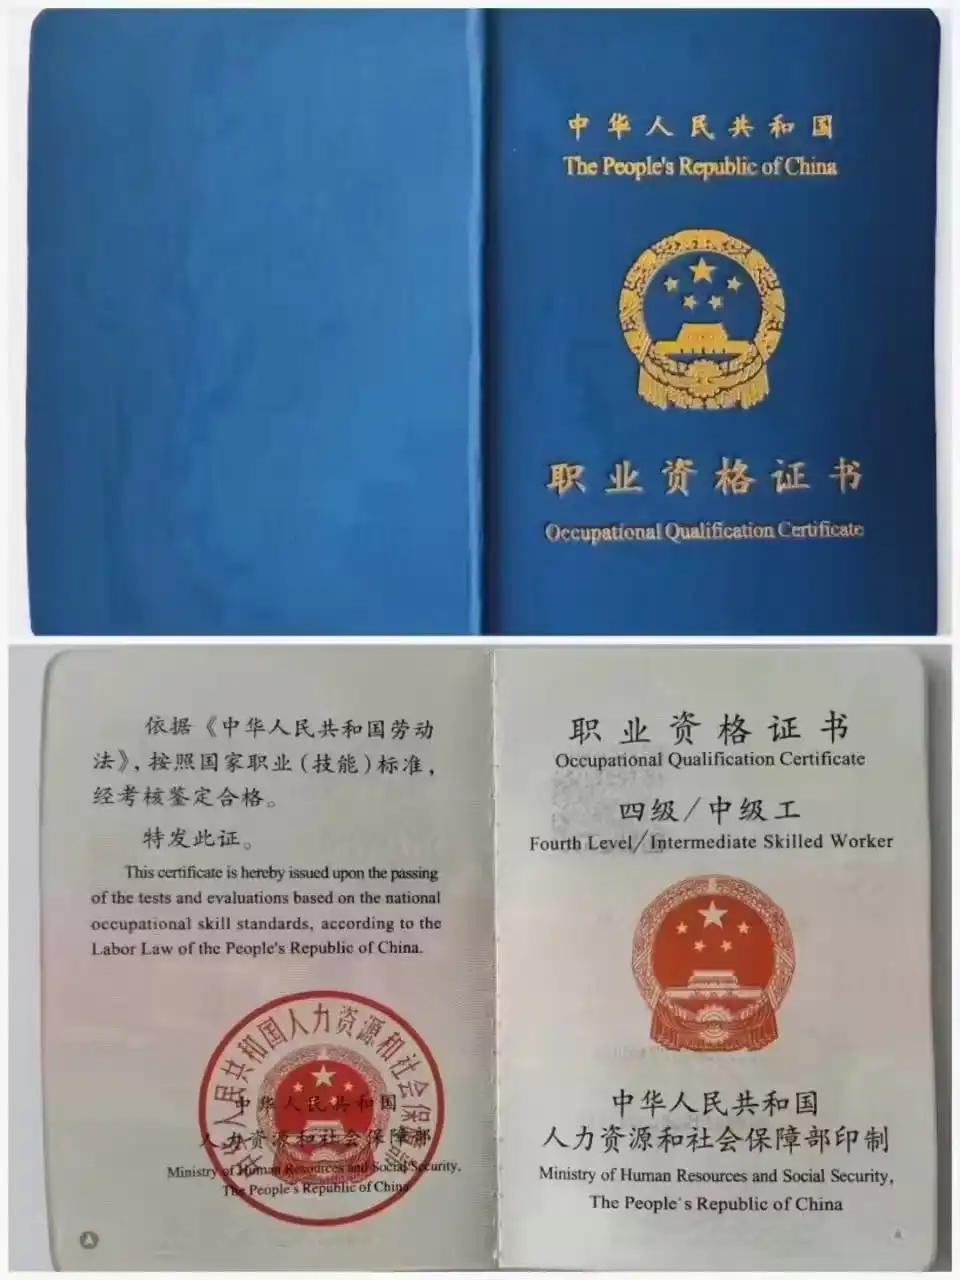 中华人民共和国
The People's Republic of China
职业资格证书
Occupational Qualification Certificate
依据《中华人民共和国劳动
法》，按照国家职业（技能）标准，
经考核鉴定合格。
特发此证。
This certificate is hereby issued upon the passing
of the tests and evaluations based on the national
occupational skill standards, according to the
Labor Law of the People's Republic of China.
中华人民共和国人力资源和社会保障部
中华人民共和国
人力资源和社会保障部
Ministry of Human Resources and Social Security,
The People's Republic of China
职业资格证书
Occupational Qualification Certificate
四级/中级工
Fourth Level/Intermediate Skilled Worker
中华人民共和国
人力资源和社会保障部印制
Ministry of Human Resources and Social Security,
The People's Republic of China